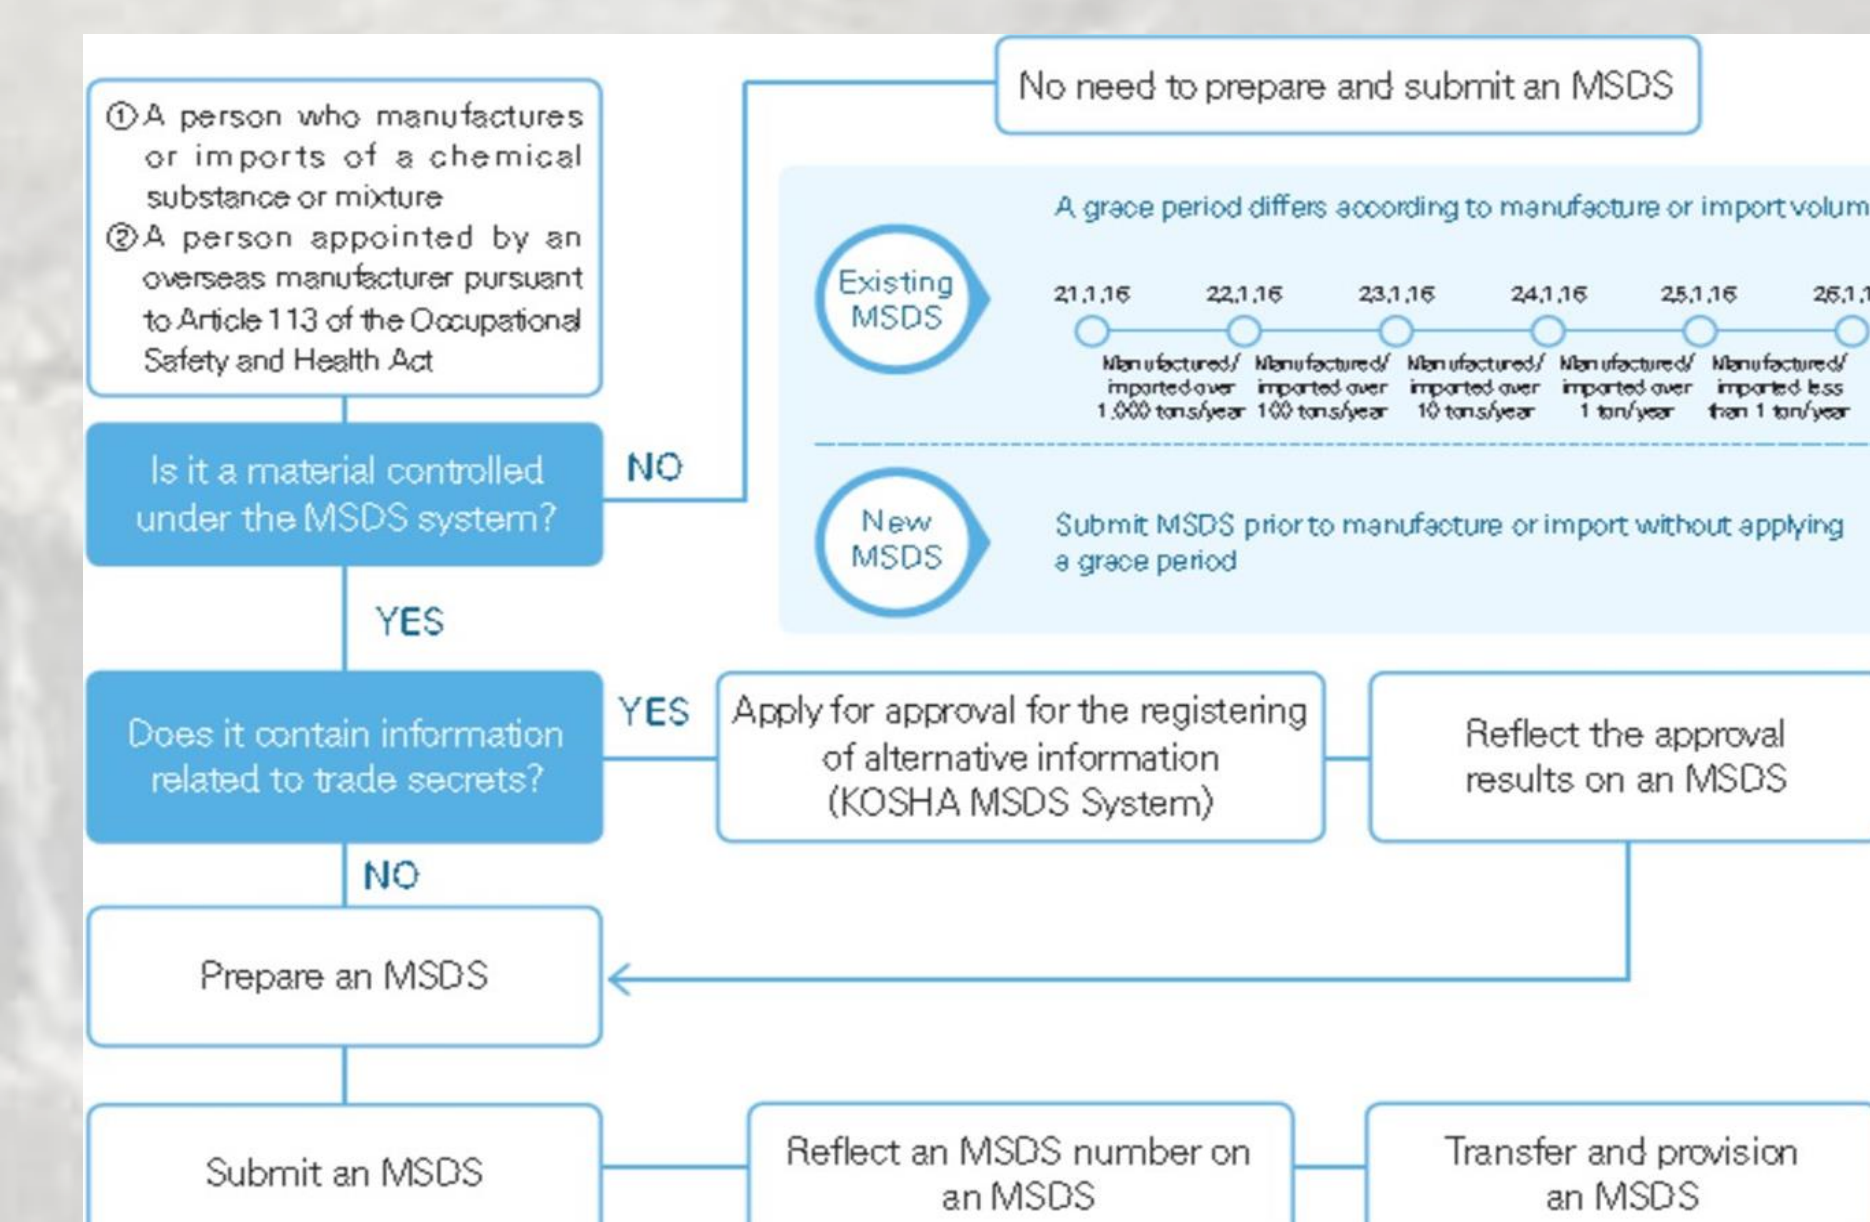 ①A person who manufactures
or imports of a chemical
substance or mixture
②A person appointed by an
overseas manufacturer pursuant
to Article 113 of the Occupational
Safety and Health Act
No need to prepare and submit an MSDS
Is it a material controlled
under the MSDS system?
NO
YES
A grace period differs according to manufacture or import volum
Existing
MSDS
21.1.16 22.1.16 23.1.16 24.1.16 25.1.16 26.1.1
Manufactured/
imported over
1.000 tons/year
Manufactured/
imported over
100 tons/year
Manufactured/
imported over
10 tons/year
Manufactured/
imported over
1 ton/year
Manufactured/
imported less
than 1 ton/year
New
MSDS
Submit MSDS prior to manufacture or import without applying
a grace period
Does it contain information
related to trade secrets?
YES
Apply for approval for the registering
of alternative information
(KOSHA MSDS System)
Reflect the approval
results on an MSDS
NO
Prepare an MSDS
Submit an MSDS
Reflect an MSDS number on
an MSDS
Transfer and provision
an MSDS